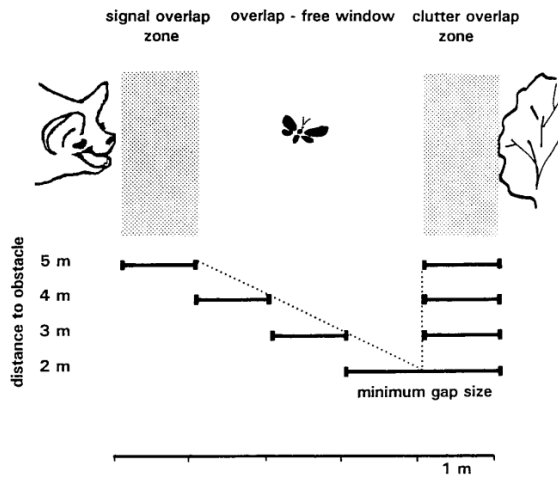 signal overlap zone
overlap - free window
clutter overlap zone
distance to obstacle
5 m
4 m
3 m
2 m
minimum gap size
1 m